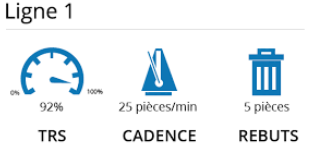 Ligne 1
0% 100%
92% 25 pièces/min 5 pièces
TRS CADENCE REBUTS